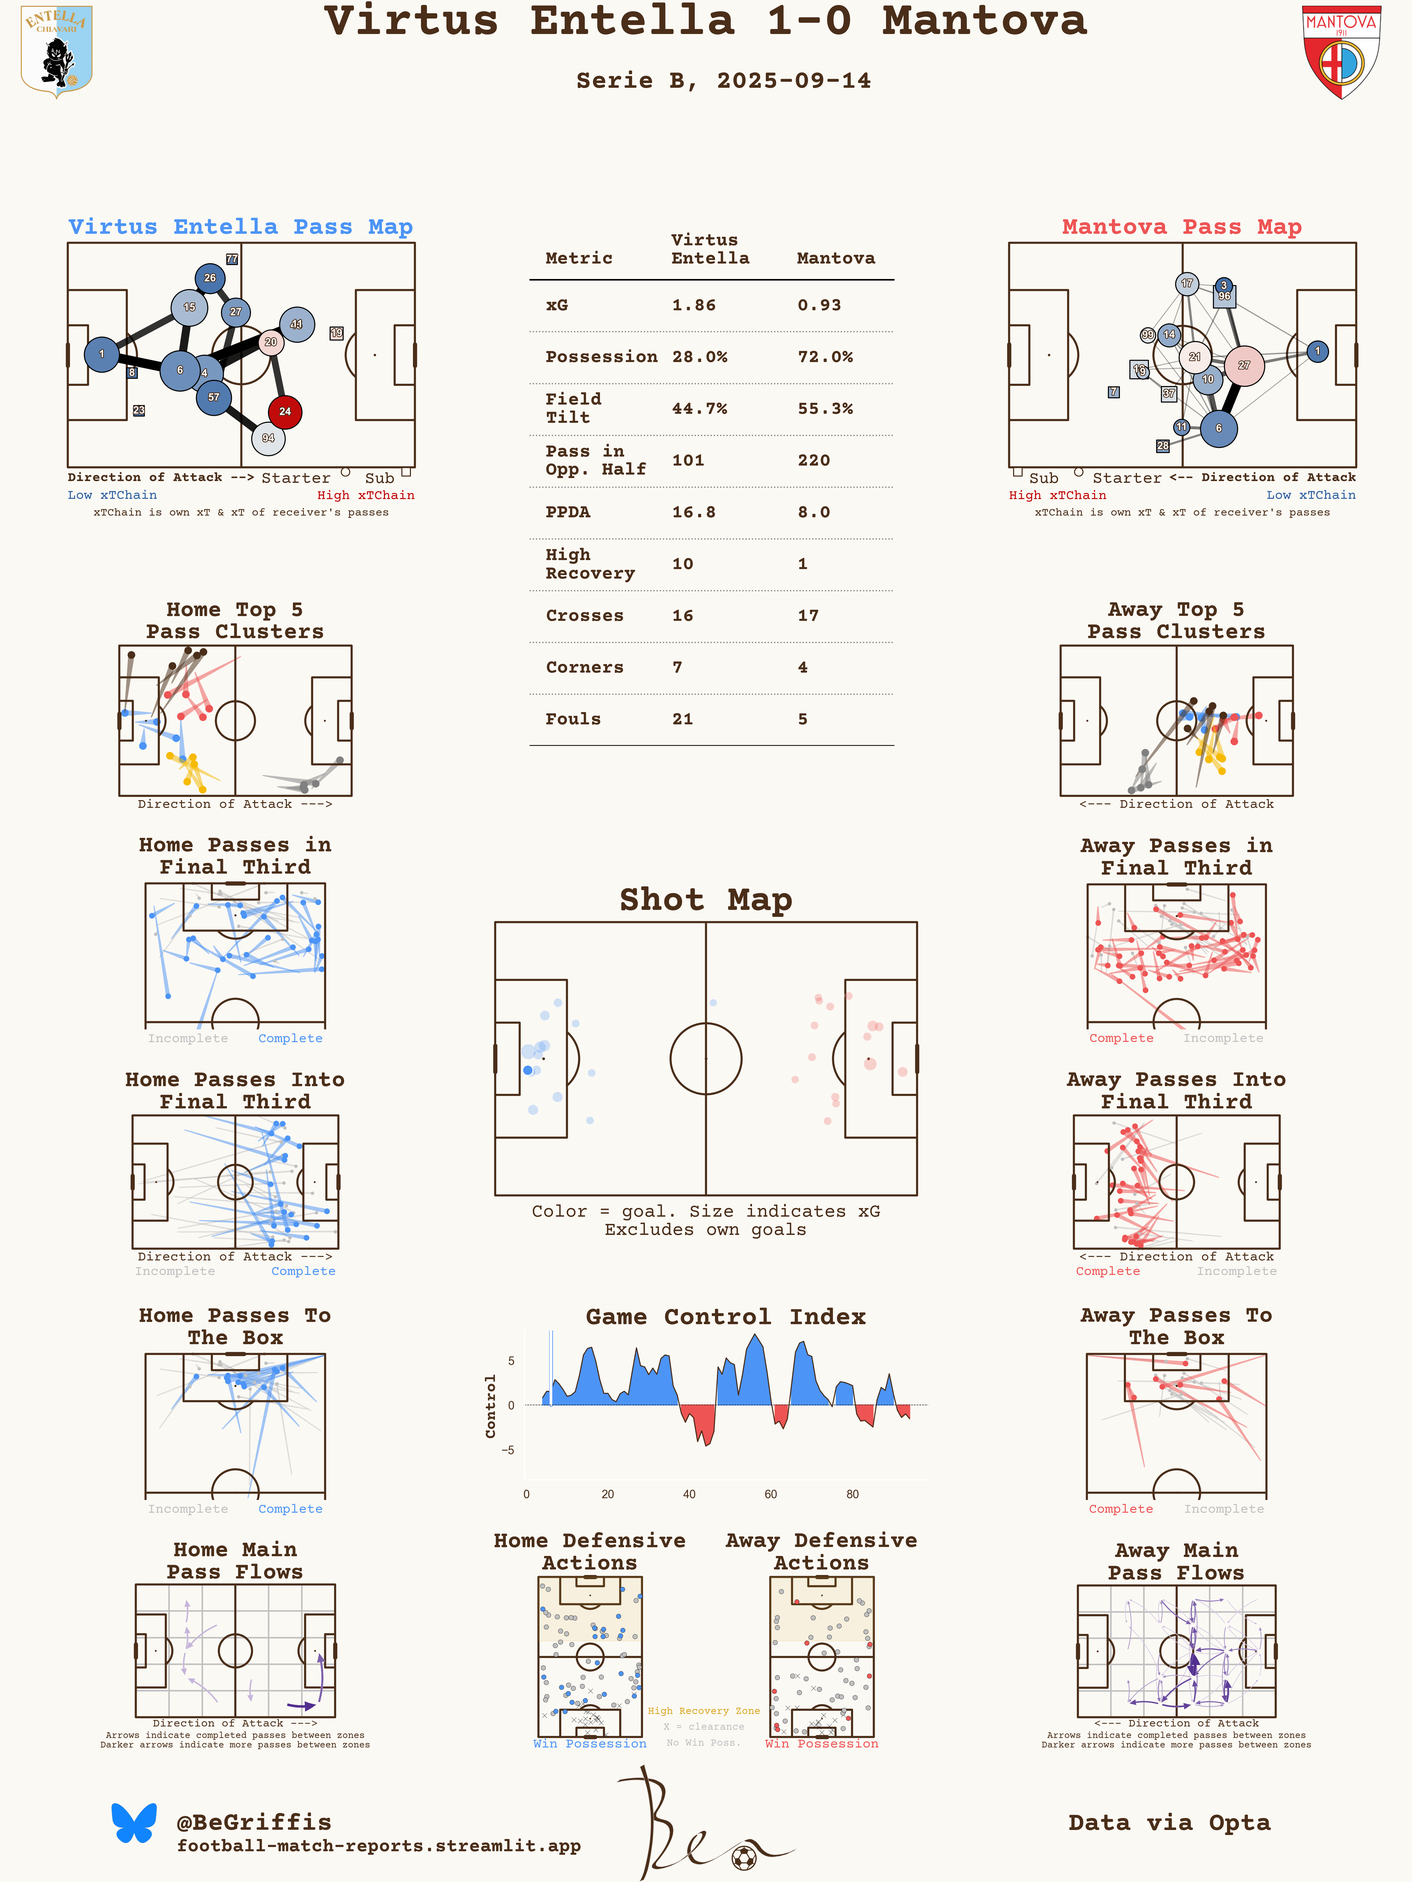 Virtus Entella 1-0 Mantova
Serie B, 2025-09-14
ENTELLA
CHIAVARI
MANTOVA
1911
Virtus Entella Pass Map
77
26
15
27
44
20
19
1
6
4
8
57
23
24
94
Direction of Attack --> Starter Sub
Low xTChain High xTChain
xTChain is own xT & xT of receiver's passes
Metric Virtus Entella Mantova
xG 1.86 0.93
Possession 28.0% 72.0%
Field Tilt 44.7% 55.3%
Pass in Opp. Half 101 220
PPDA 16.8 8.0
High Recovery 10 1
Crosses 16 17
Corners 7 4
Fouls 21 5
Mantova Pass Map
17
3
96
99
14
21
1
27
9
10
7
37
11
6
28
Sub Starter <-- Direction of Attack
High xTChain Low xTChain
xTChain is own xT & xT of receiver's passes
Home Top 5
Pass Clusters
Direction of Attack --->
Away Top 5
Pass Clusters
<--- Direction of Attack
Home Passes in
Final Third
Incomplete Complete
Away Passes in
Final Third
Complete Incomplete
Shot Map
Color = goal. Size indicates xG
Excludes own goals
Home Passes Into
Final Third
Direction of Attack --->
Incomplete Complete
Away Passes Into
Final Third
<--- Direction of Attack
Complete Incomplete
Game Control Index
Control
5
0
−5
0 20 40 60 80
Home Passes To
The Box
Incomplete Complete
Away Passes To
The Box
Complete Incomplete
Home Main
Pass Flows
Direction of Attack --->
Arrows indicate completed passes between zones
Darker arrows indicate more passes between zones
Home Defensive
Actions
Win Possession
High Recovery Zone
X = clearance
No Win Poss.
Away Defensive
Actions
Win Possession
Away Main
Pass Flows
<--- Direction of Attack
Arrows indicate completed passes between zones
Darker arrows indicate more passes between zones
@BeGriffis
football-match-reports.streamlit.app
Ben
Data via Opta